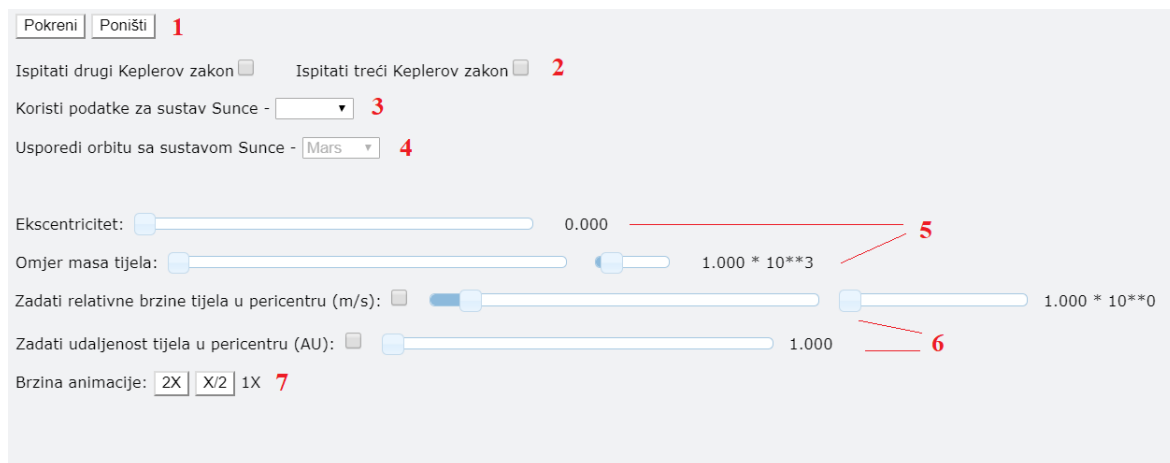 Pokreni Poništi 1
Ispitati drugi Keplerov zakon Ispitati treći Keplerov zakon 2
Koristi podatke za sustav Sunce - 3
Usporedi orbitu sa sustavom Sunce - Mars 4
Ekscentricitet: 0.000
5
Omjer masa tijela: 1.000 * 10**3
Zadati relativne brzine tijela u pericentru (m/s): 1.000 * 10**0
Zadati udaljenost tijela u pericentru (AU): 1.000 6
Brzina animacije: 2X X/2 1X 7